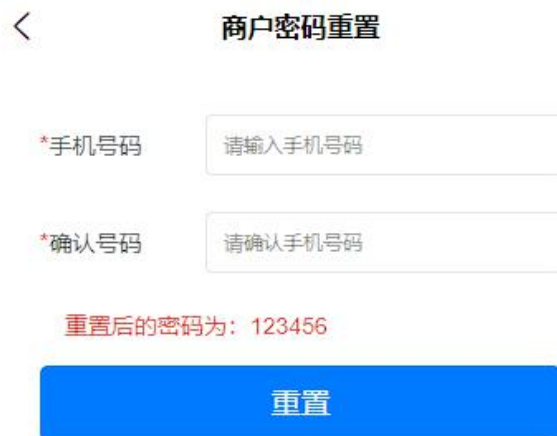 商户密码重置
*手机号码 请输入手机号码
*确认号码 请确认手机号码
重置后的密码为：123456
重置